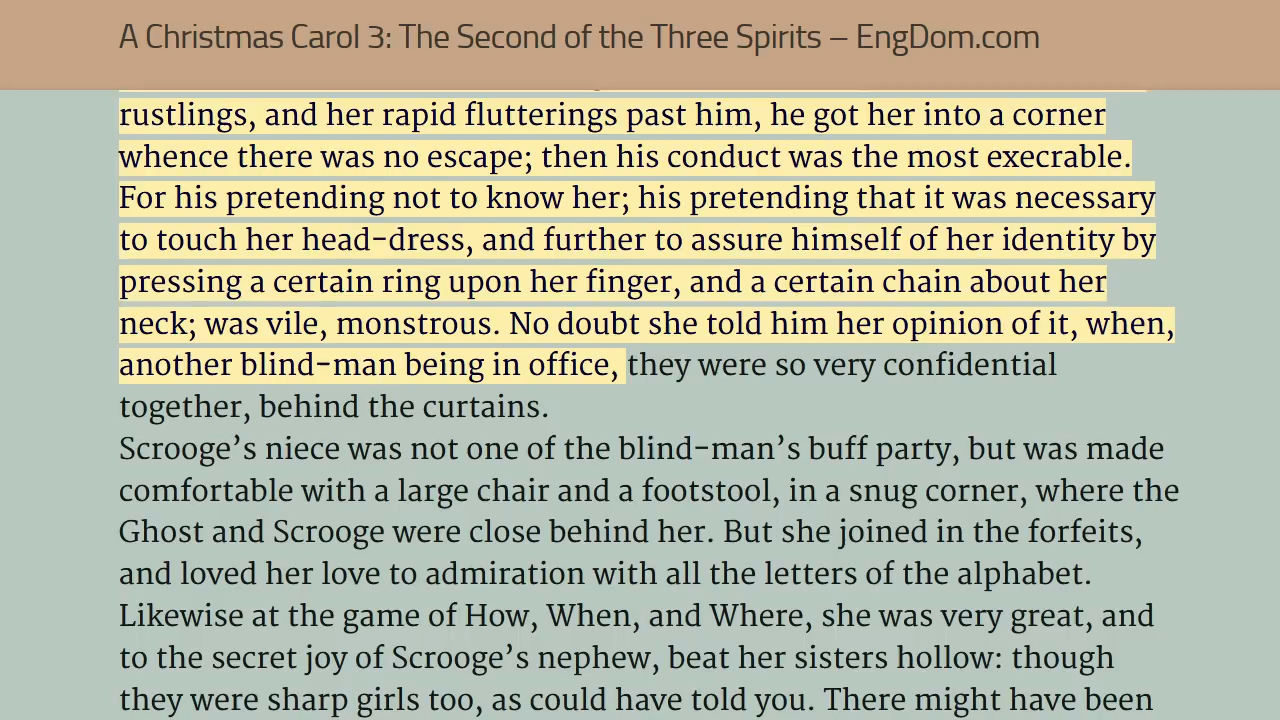 A Christmas Carol 3: The Second of the Three Spirits – EngDom.com
rustlings, and her rapid flutterings past him, he got her into a corner
whence there was no escape; then his conduct was the most execrable.
For his pretending not to know her; his pretending that it was necessary
to touch her head-dress, and further to assure himself of her identity by
pressing a certain ring upon her finger, and a certain chain about her
neck; was vile, monstrous. No doubt she told him her opinion of it, when,
another blind-man being in office, they were so very confidential
together, behind the curtains.
Scrooge’s niece was not one of the blind-man’s buff party, but was made
comfortable with a large chair and a footstool, in a snug corner, where the
Ghost and Scrooge were close behind her. But she joined in the forfeits,
and loved her love to admiration with all the letters of the alphabet.
Likewise at the game of How, When, and Where, she was very great, and
to the secret joy of Scrooge’s nephew, beat her sisters hollow: though
they were sharp girls too, as could have told you. There might have been